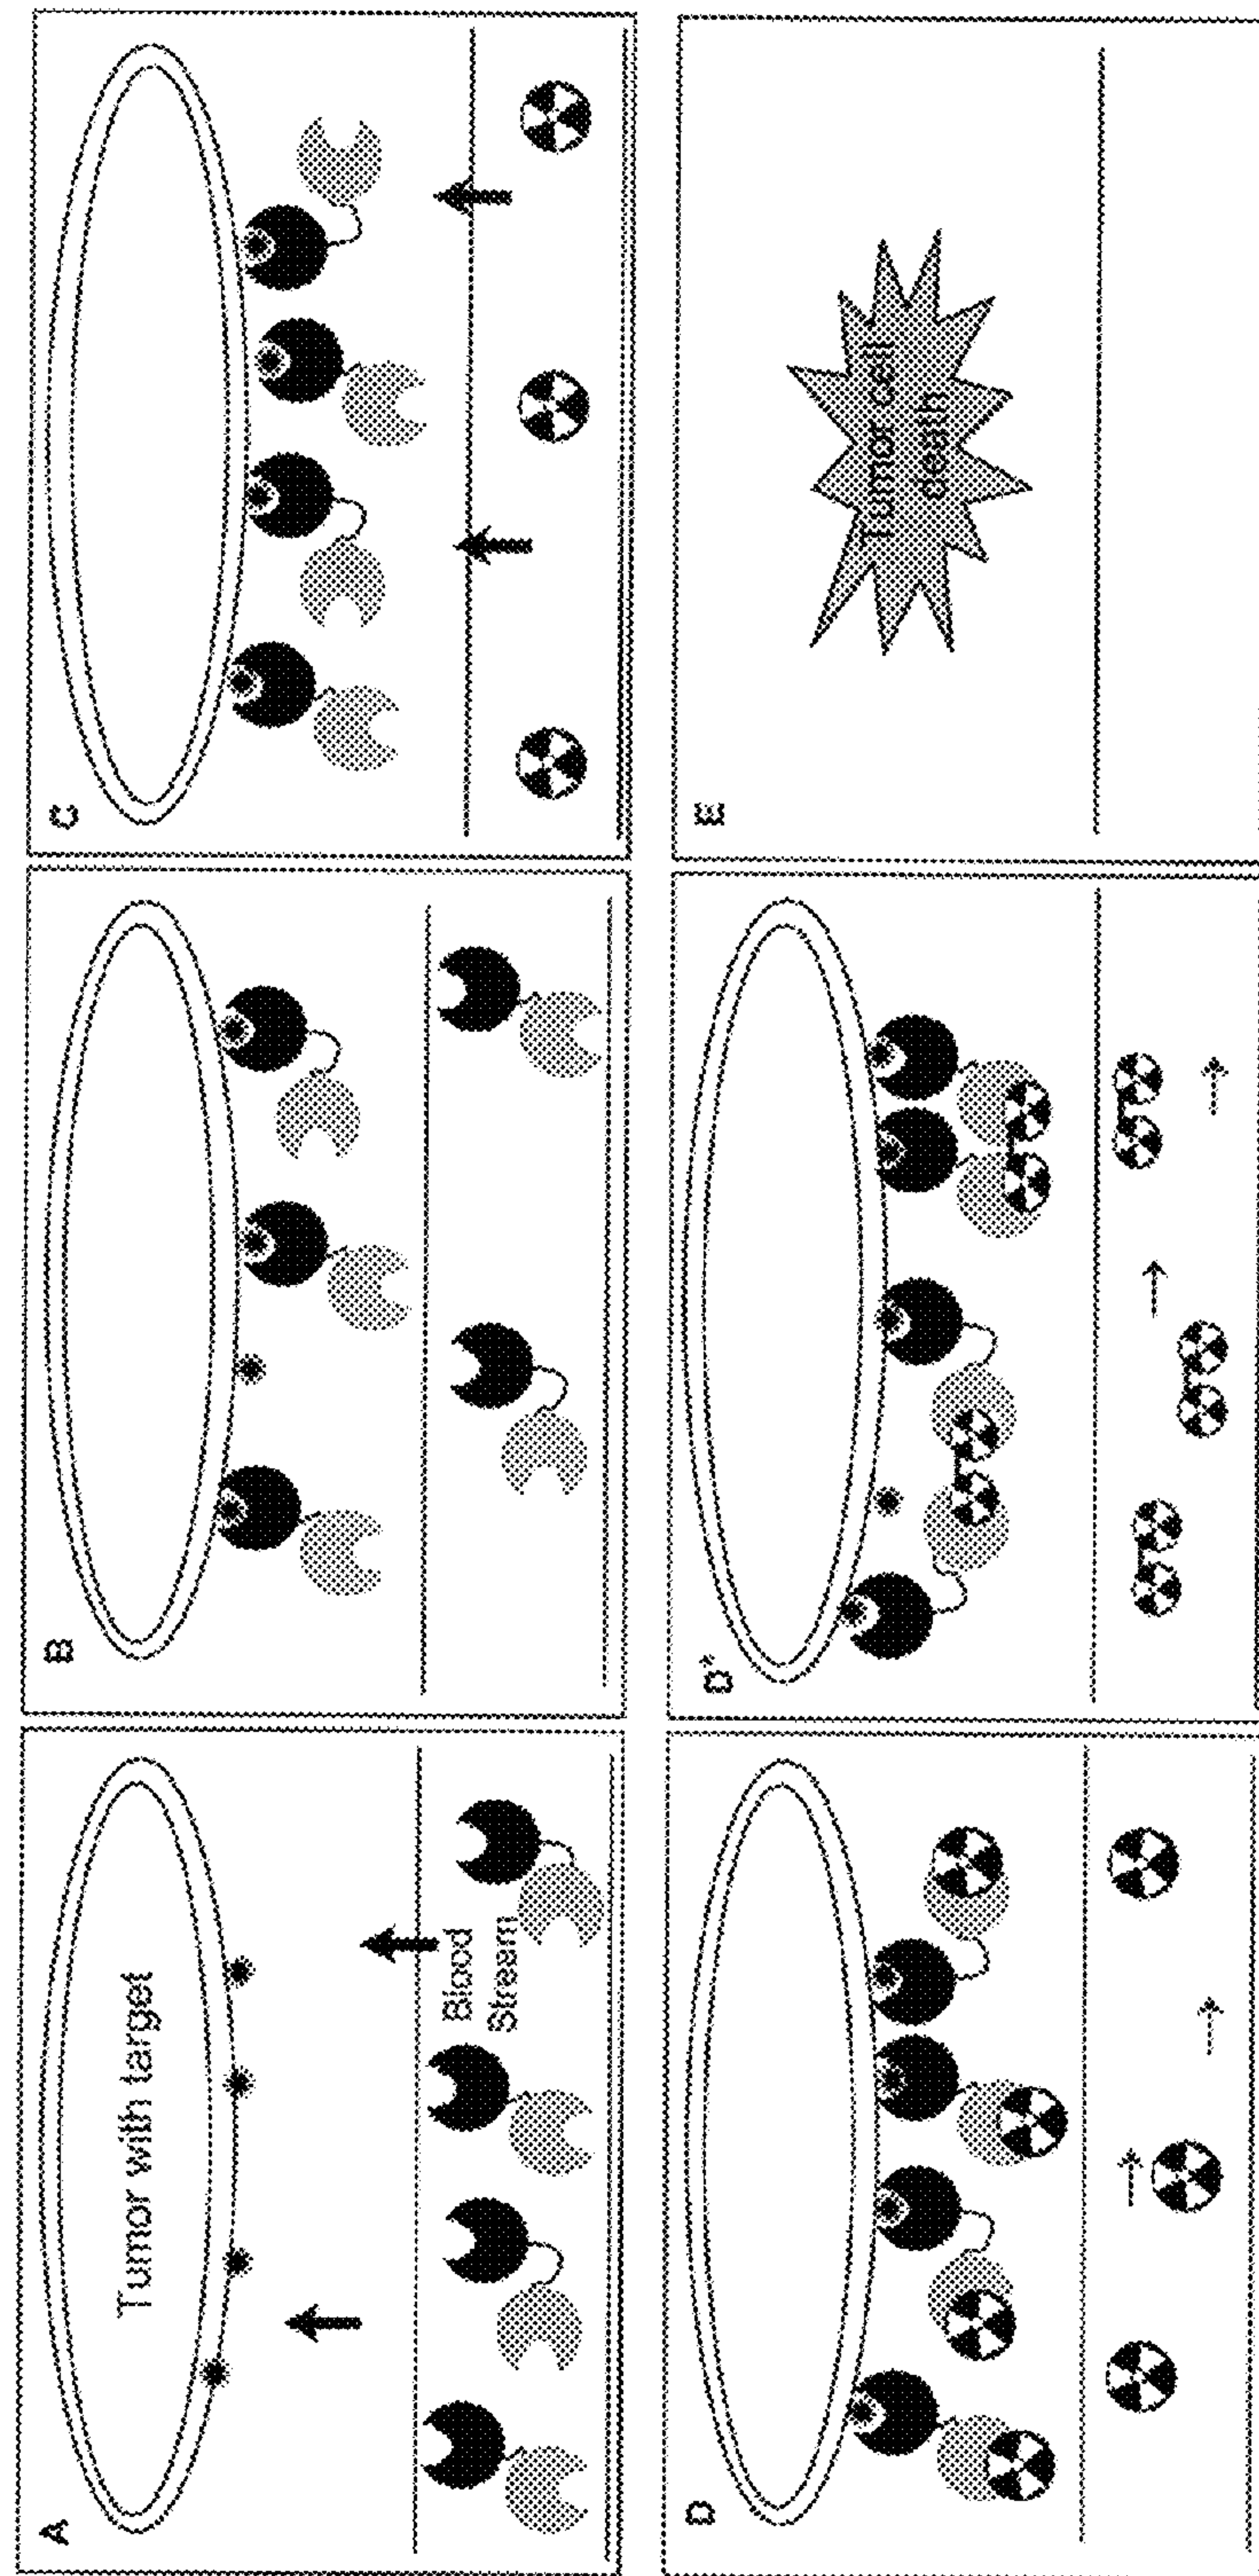 A
Tumor with target
Blood
Stream
B
C
D
D*
E
Tumor cell
death